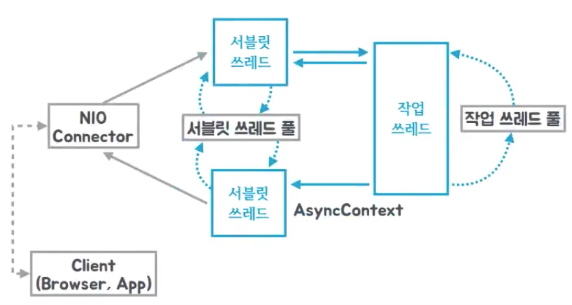 서블릿
쓰레드
NIO
Connector
서블릿 쓰레드 풀
작업
쓰레드
작업 쓰레드 풀
서블릿
쓰레드
AsyncContext
Client
(Browser, App)